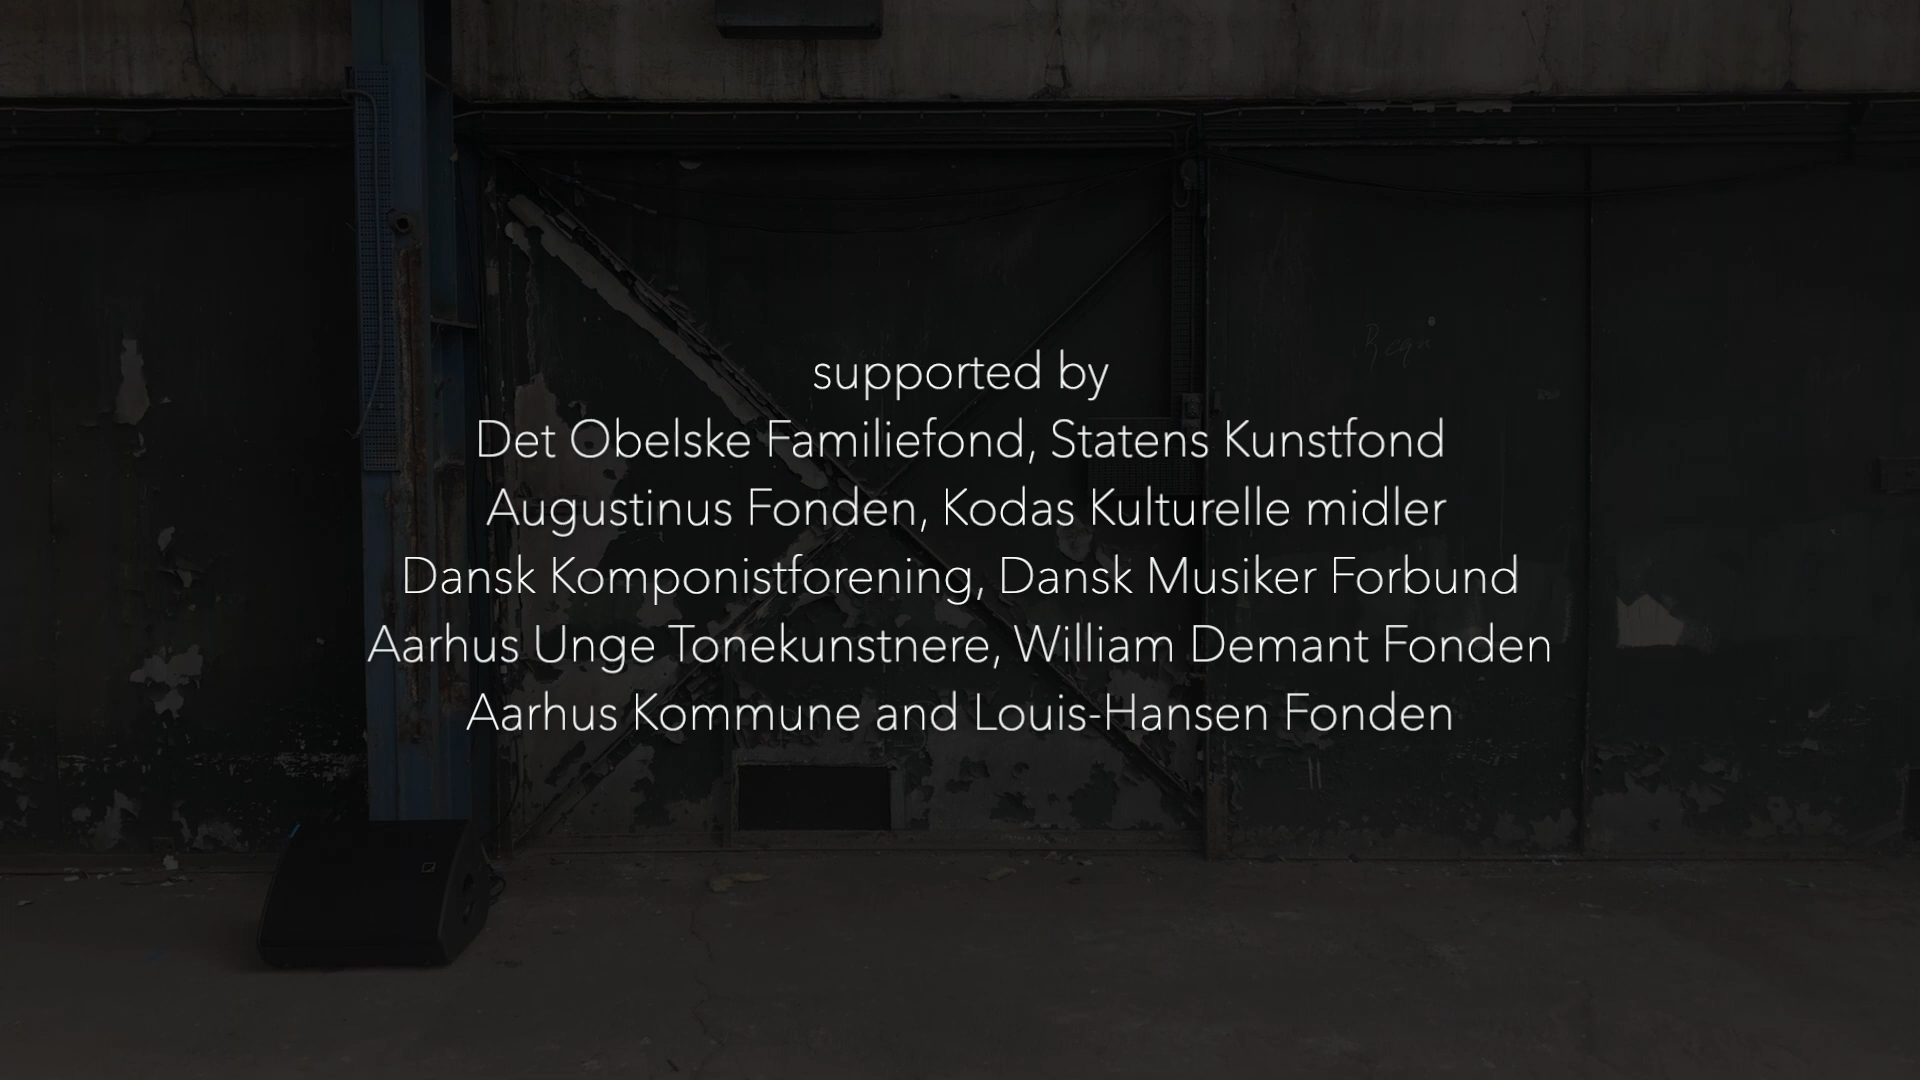 supported by
Det Obelske Familiefond, Statens Kunstfond
Augustinus Fonden, Kodas Kulturelle midler
Dansk Komponistforening, Dansk Musiker Forbund
Aarhus Unge Tonekunstnere, William Demant Fonden
Aarhus Kommune and Louis-Hansen Fonden